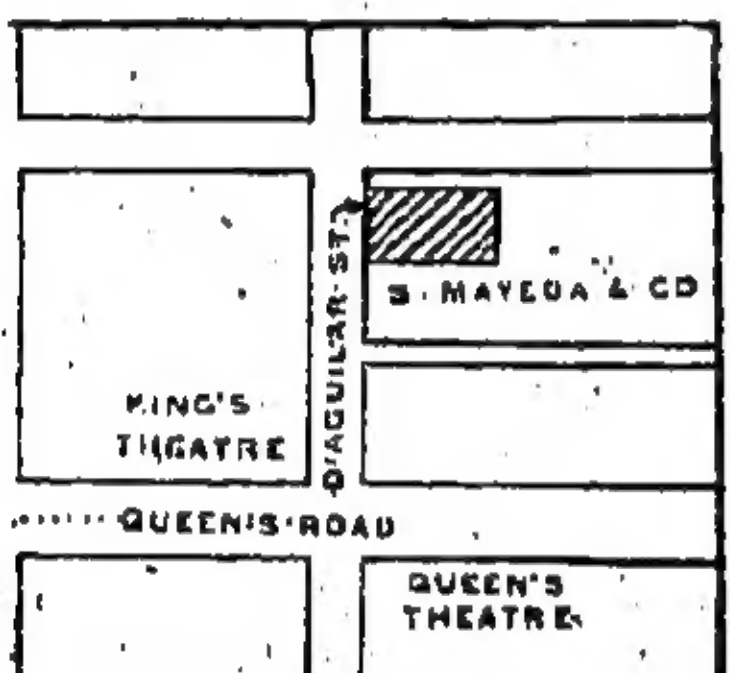 D'AGUILAR ST.
S. MAYEDA & CO
KING'S
THEATRE
QUEEN'S ROAD
QUEEN'S
THEATRE